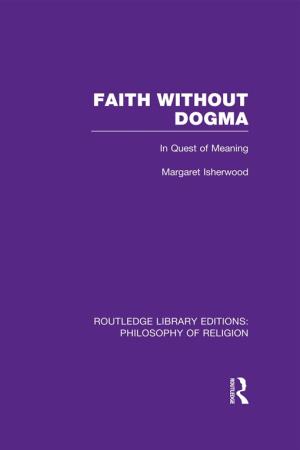 FAITH WITHOUT
DOGMA
In Quest of Meaning
Margaret Isherwood
ROUTLEDGE LIBRARY EDITIONS:
PHILOSOPHY OF RELIGION
ROUTLEDGE